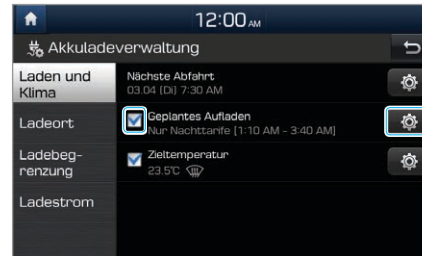 12:00 AM
Akkuladeverwaltung
Laden und
Klima
Nächste Abfahrt
03.04 (Di) 7:30 AM
Ladeort
Geplantes Aufladen
Nur Nachttarife [1:10 AM - 3:40 AM]
Ladebeg-
renzung
Zieltemperatur
23.5°C
Ladestrom